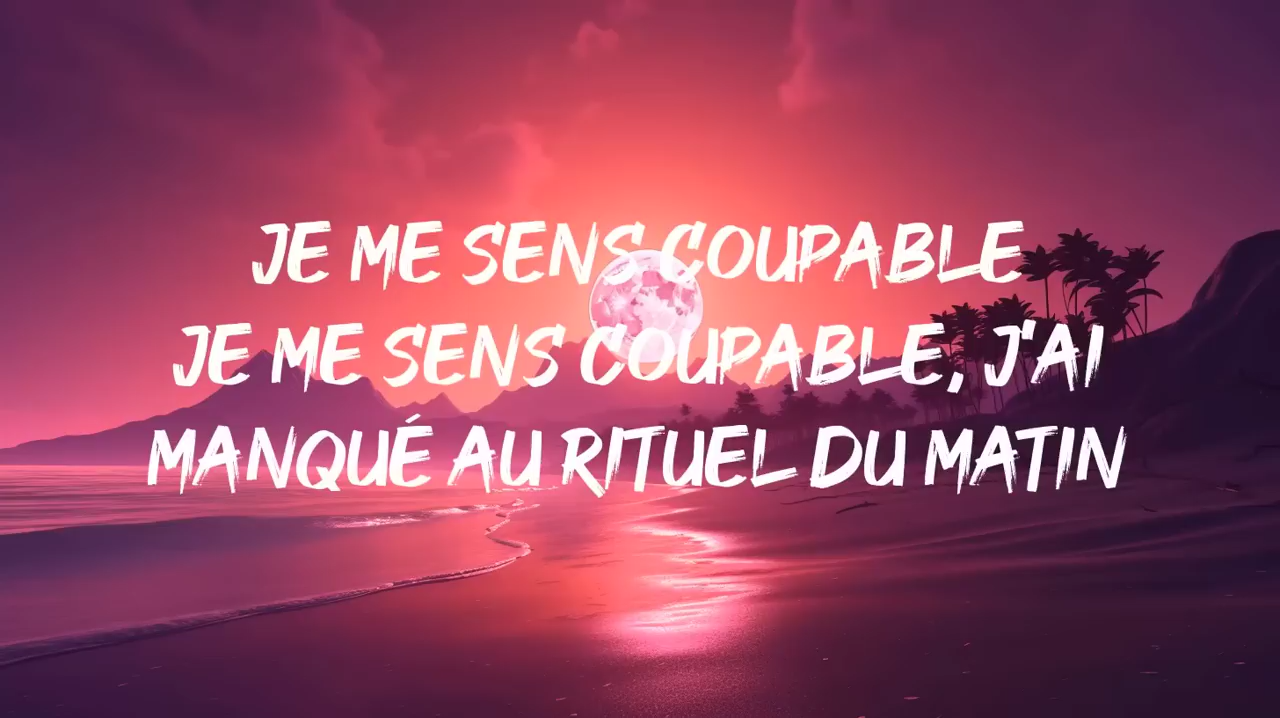 JE ME SENS COUPABLE
JE ME SENS COUPABLE, J'AI
MANQUÉ AU RITUEL DU MATIN